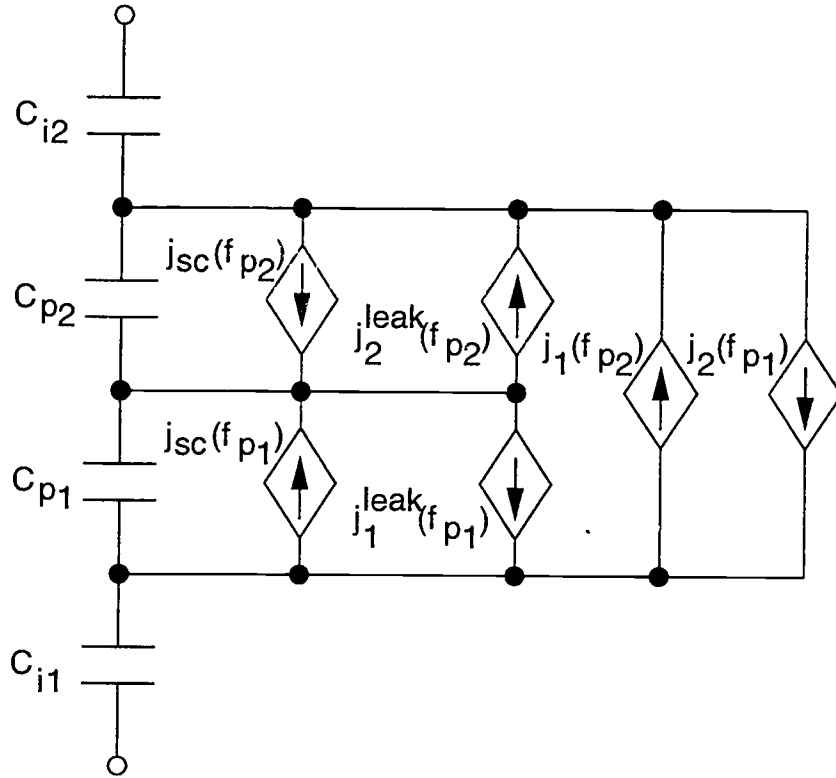 C_i2
j_sc(f_p2)
C_p2
j_2^leak(f_p2)
j_1(f_p2)
j_2(f_p1)
j_sc(f_p1)
C_p1
j_1^leak(f_p1)
C_i1